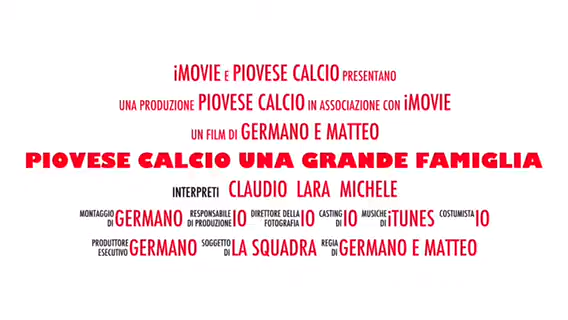 iMOVIE E PIOVESE CALCIO PRESENTANO
UNA PRODUZIONE PIOVESE CALCIO IN ASSOCIAZIONE CON iMOVIE
UN FILM DI GERMANO E MATTEO
PIOVESE CALCIO UNA GRANDE FAMIGLIA
INTERPRETI CLAUDIO LARA MICHELE
MONTAGGIO DI GERMANO RESPONSABILE DI PRODUZIONE IO DIRETTORE DELLA FOTOGRAFIA IO CASTING DI IO MUSICHE DI iTUNES COSTUMISTA IO
PRODUTTORE ESECUTIVO GERMANO SOGGETTO DI LA SQUADRA REGIA DI GERMANO E MATTEO